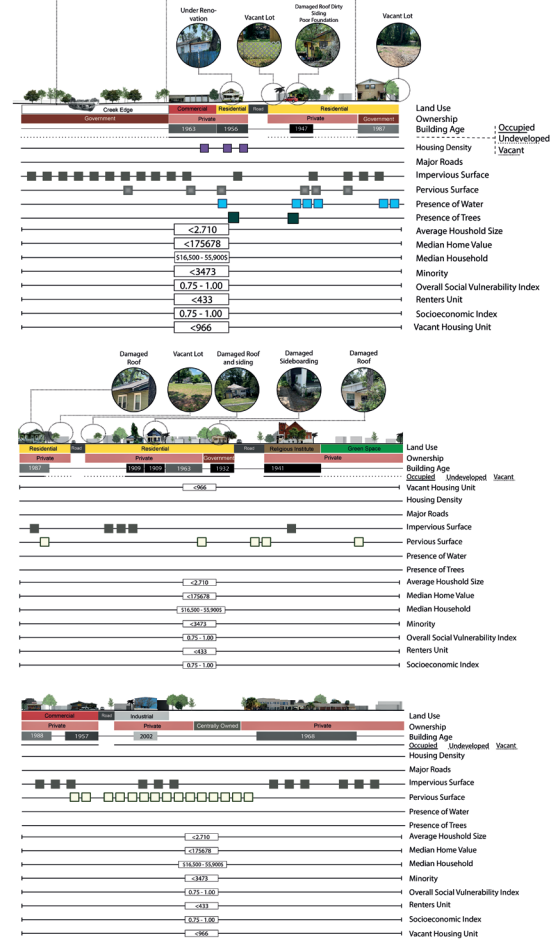 Under Reno-
vation
Vacant Lot
Damaged Roof Dirty
Siding
Poor Foundation
Vacant Lot
Creek Edge
Commercial
Residential
Road
Residential
Land Use
Government
Private
Private
Government
Ownership
1963
1956
1947
1987
Building Age
Occupied
Undeveloped
Vacant
Housing Density
Major Roads
Impervious Surface
Pervious Surface
Presence of Water
Presence of Trees
<2.710
Average Houshold Size
<175678
Median Home Value
$16,500 - 55,900$
Median Household
<3473
Minority
0.75 - 1.00
Overall Social Vulnerability Index
<433
Renters Unit
0.75 - 1.00
Socioeconomic Index
<966
Vacant Housing Unit
Damaged
Roof
Vacant Lot
Damaged Roof
and siding
Damaged
Sideboarding
Damaged
Roof
Residential
Road
Residential
Road
Religious Institute
Green Space
Land Use
Private
Private
Government
Private
Ownership
1987
1909
1909
1963
1932
1941
Building Age
Occupied
Undeveloped
Vacant
<966
Vacant Housing Unit
Housing Density
Major Roads
Impervious Surface
Pervious Surface
Presence of Water
Presence of Trees
<2.710
Average Houshold Size
<175678
Median Home Value
$16,500 - 55,900$
Median Household
<3473
Minority
0.75 - 1.00
Overall Social Vulnerability Index
<433
Renters Unit
0.75 - 1.00
Socioeconomic Index
Commercial
Road
Industrial
Land Use
Private
Private
Centrally Owned
Private
Ownership
1988
1957
2002
1968
Building Age
Occupied
Undeveloped
Vacant
Housing Density
Major Roads
Impervious Surface
Pervious Surface
Presence of Water
Presence of Trees
<2.710
Average Houshold Size
<175678
Median Home Value
$16,500 - 55,900$
Median Household
<3473
Minority
0.75 - 1.00
Overall Social Vulnerability Index
<433
Renters Unit
0.75 - 1.00
Socioeconomic Index
<966
Vacant Housing Unit